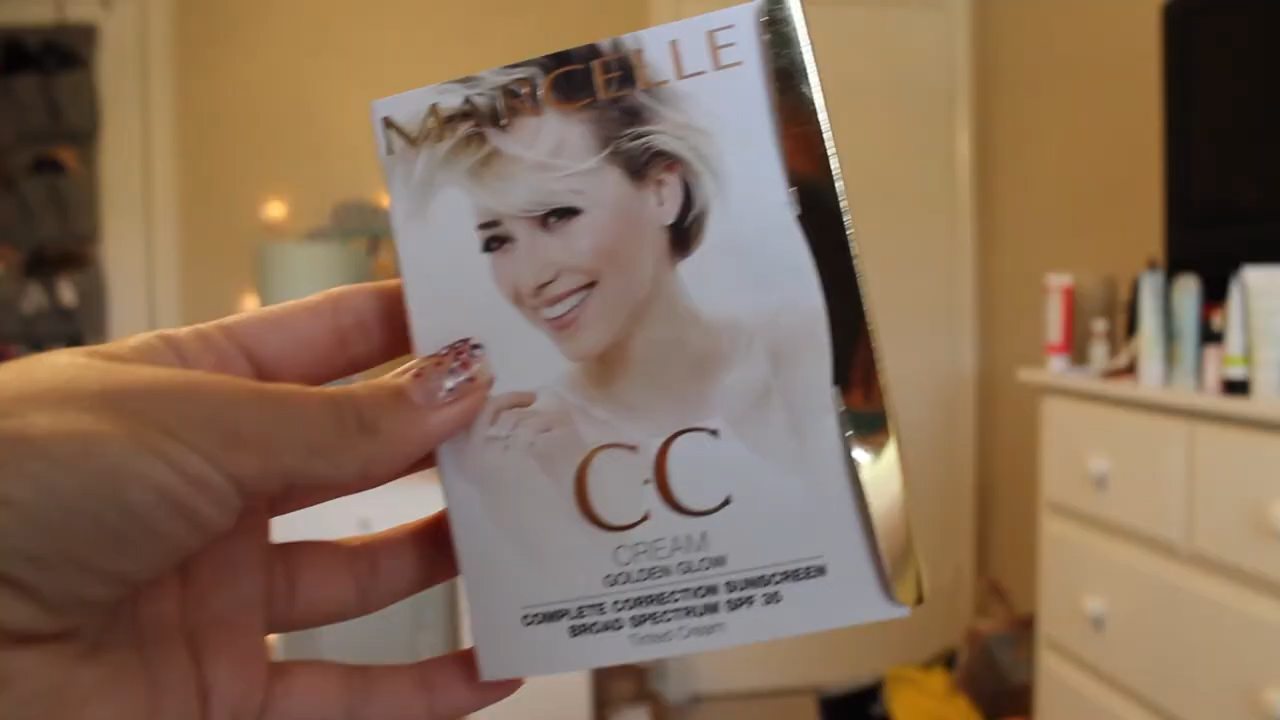 MARCELLE
CC
CREAM
GOLDEN GLOW
COMPLETE CORRECTION SUNSCREEN
BROAD SPECTRUM SPF 35
Tinted Cream